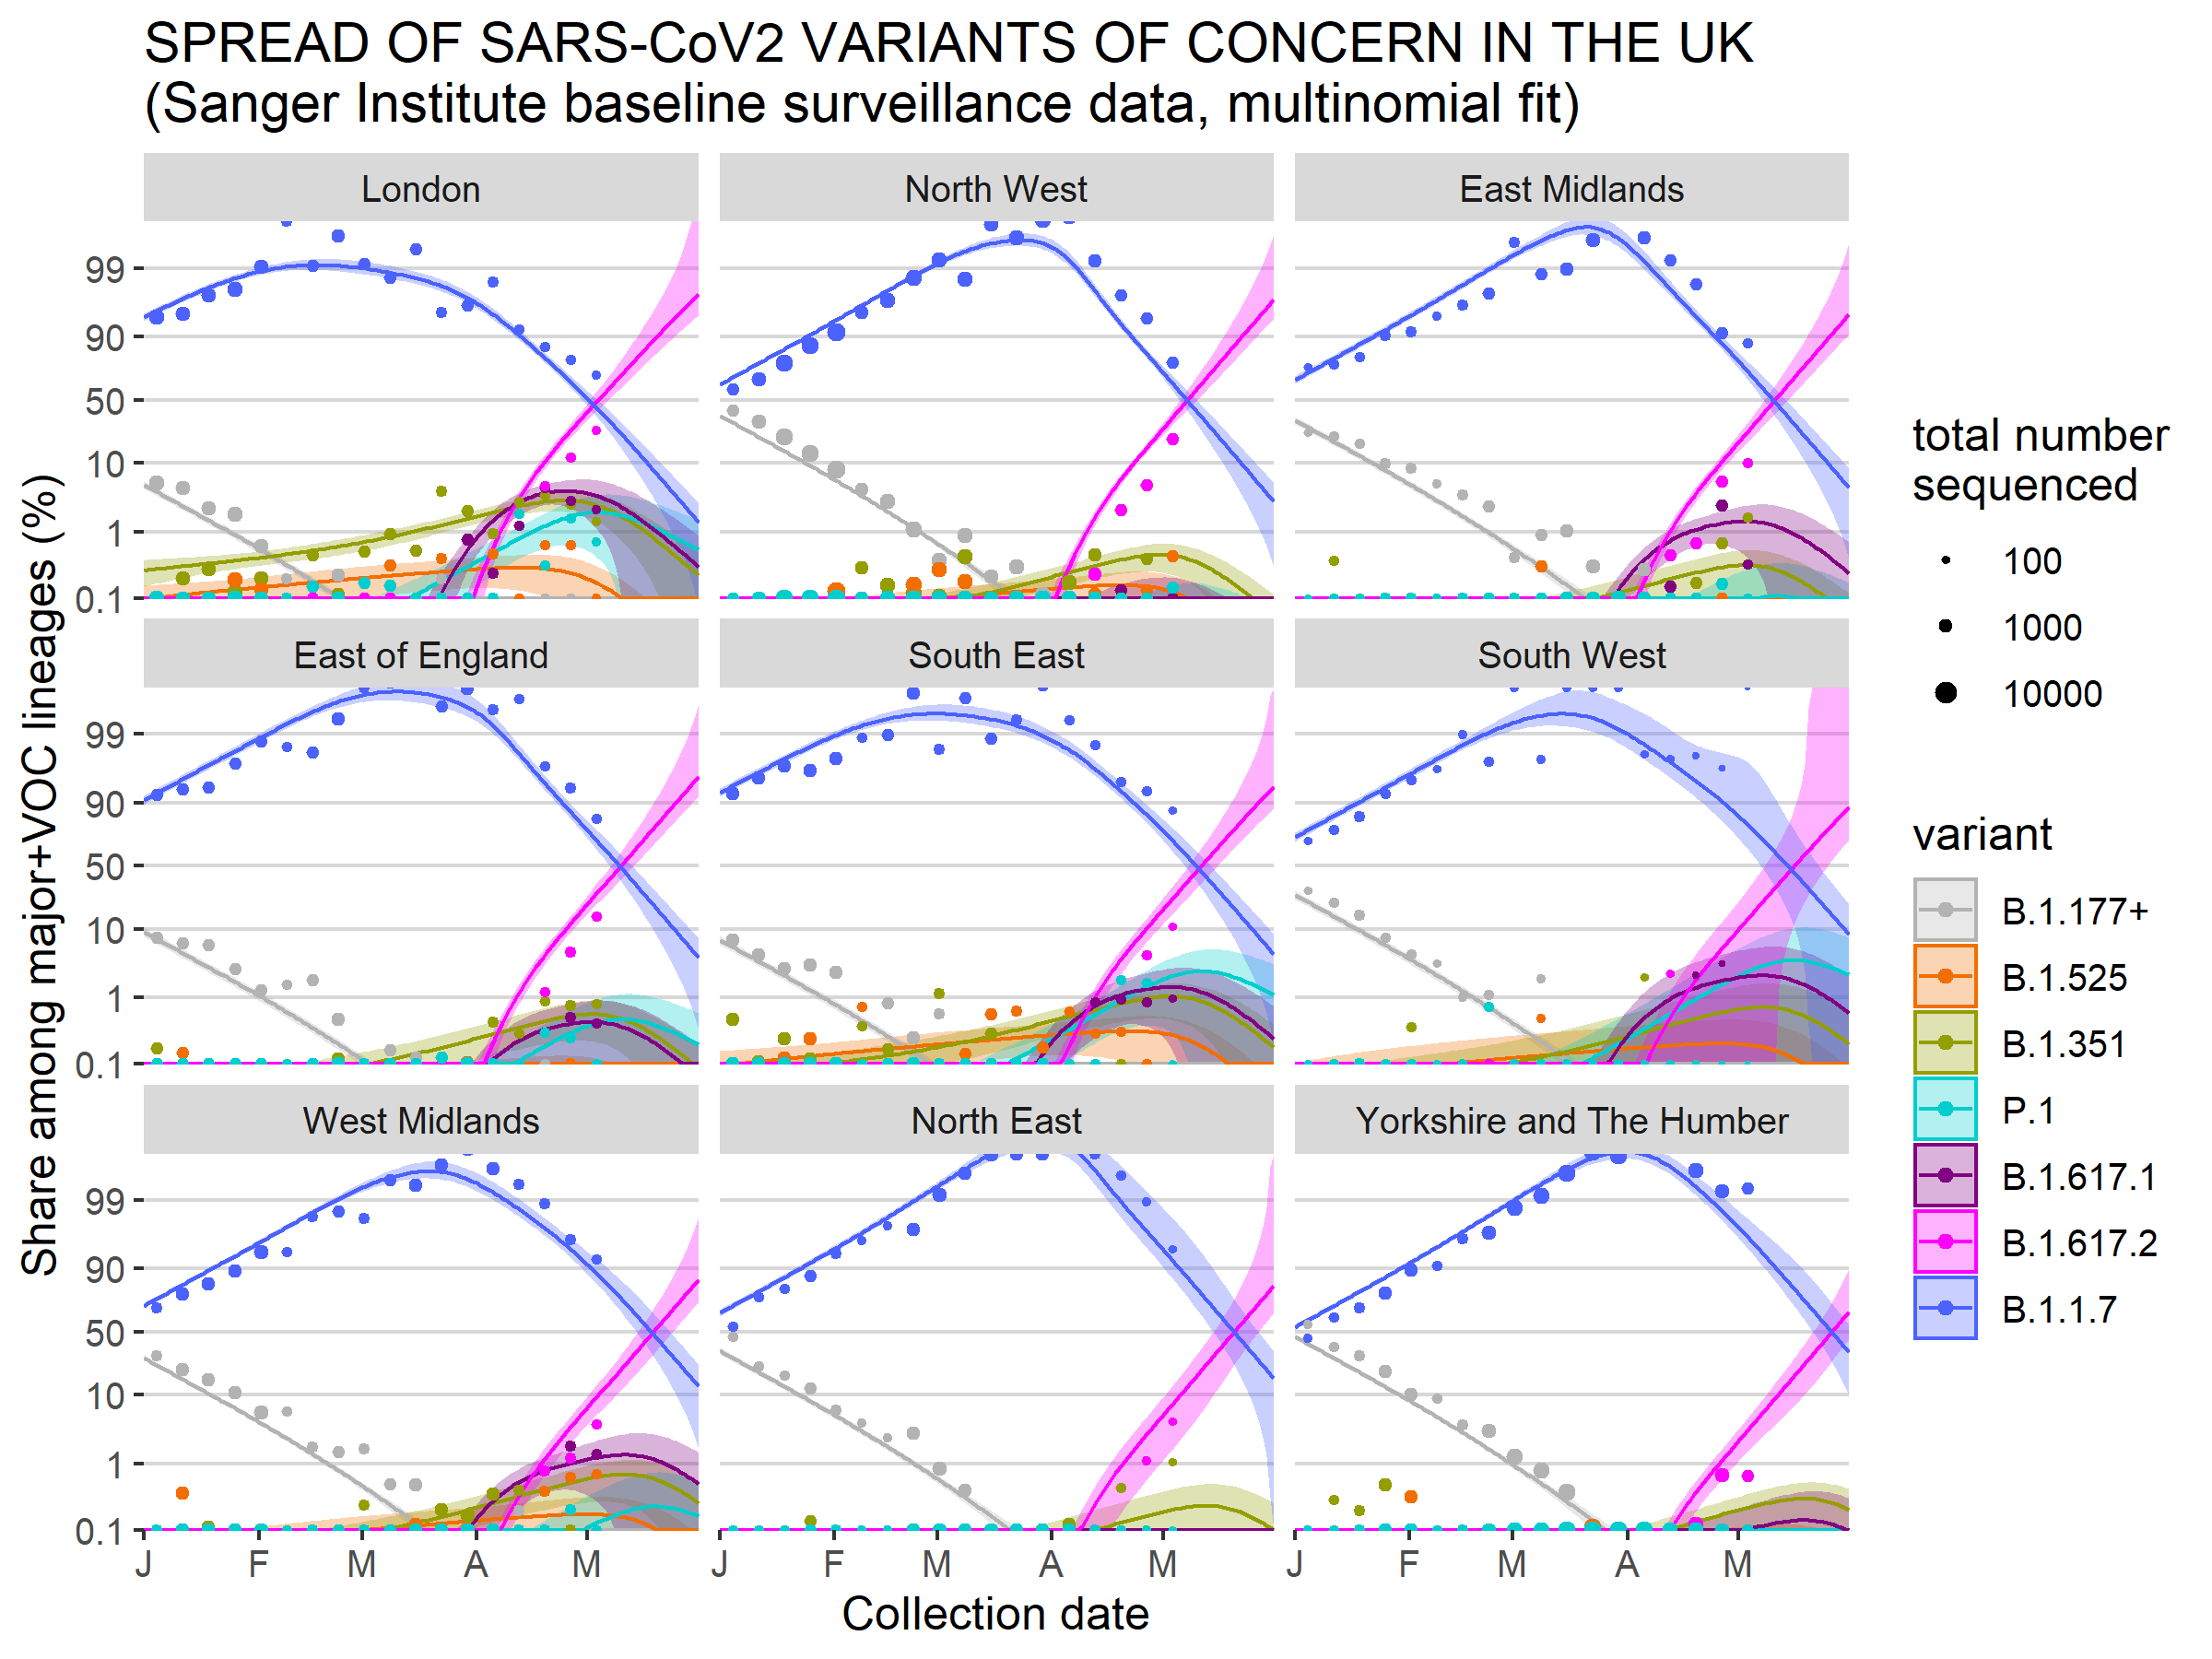 SPREAD OF SARS-CoV2 VARIANTS OF CONCERN IN THE UK
(Sanger Institute baseline surveillance data, multinomial fit)
Share among major+VOC lineages (%)
London
North West
East Midlands
99
90
50
10
1
0.1
East of England
South East
South West
99
90
50
10
1
0.1
West Midlands
North East
Yorkshire and The Humber
99
90
50
10
1
0.1
J F M A M
J F M A M
J F M A M
Collection date
total number
sequenced
100
1000
10000
variant
B.1.177+
B.1.525
B.1.351
P.1
B.1.617.1
B.1.617.2
B.1.1.7